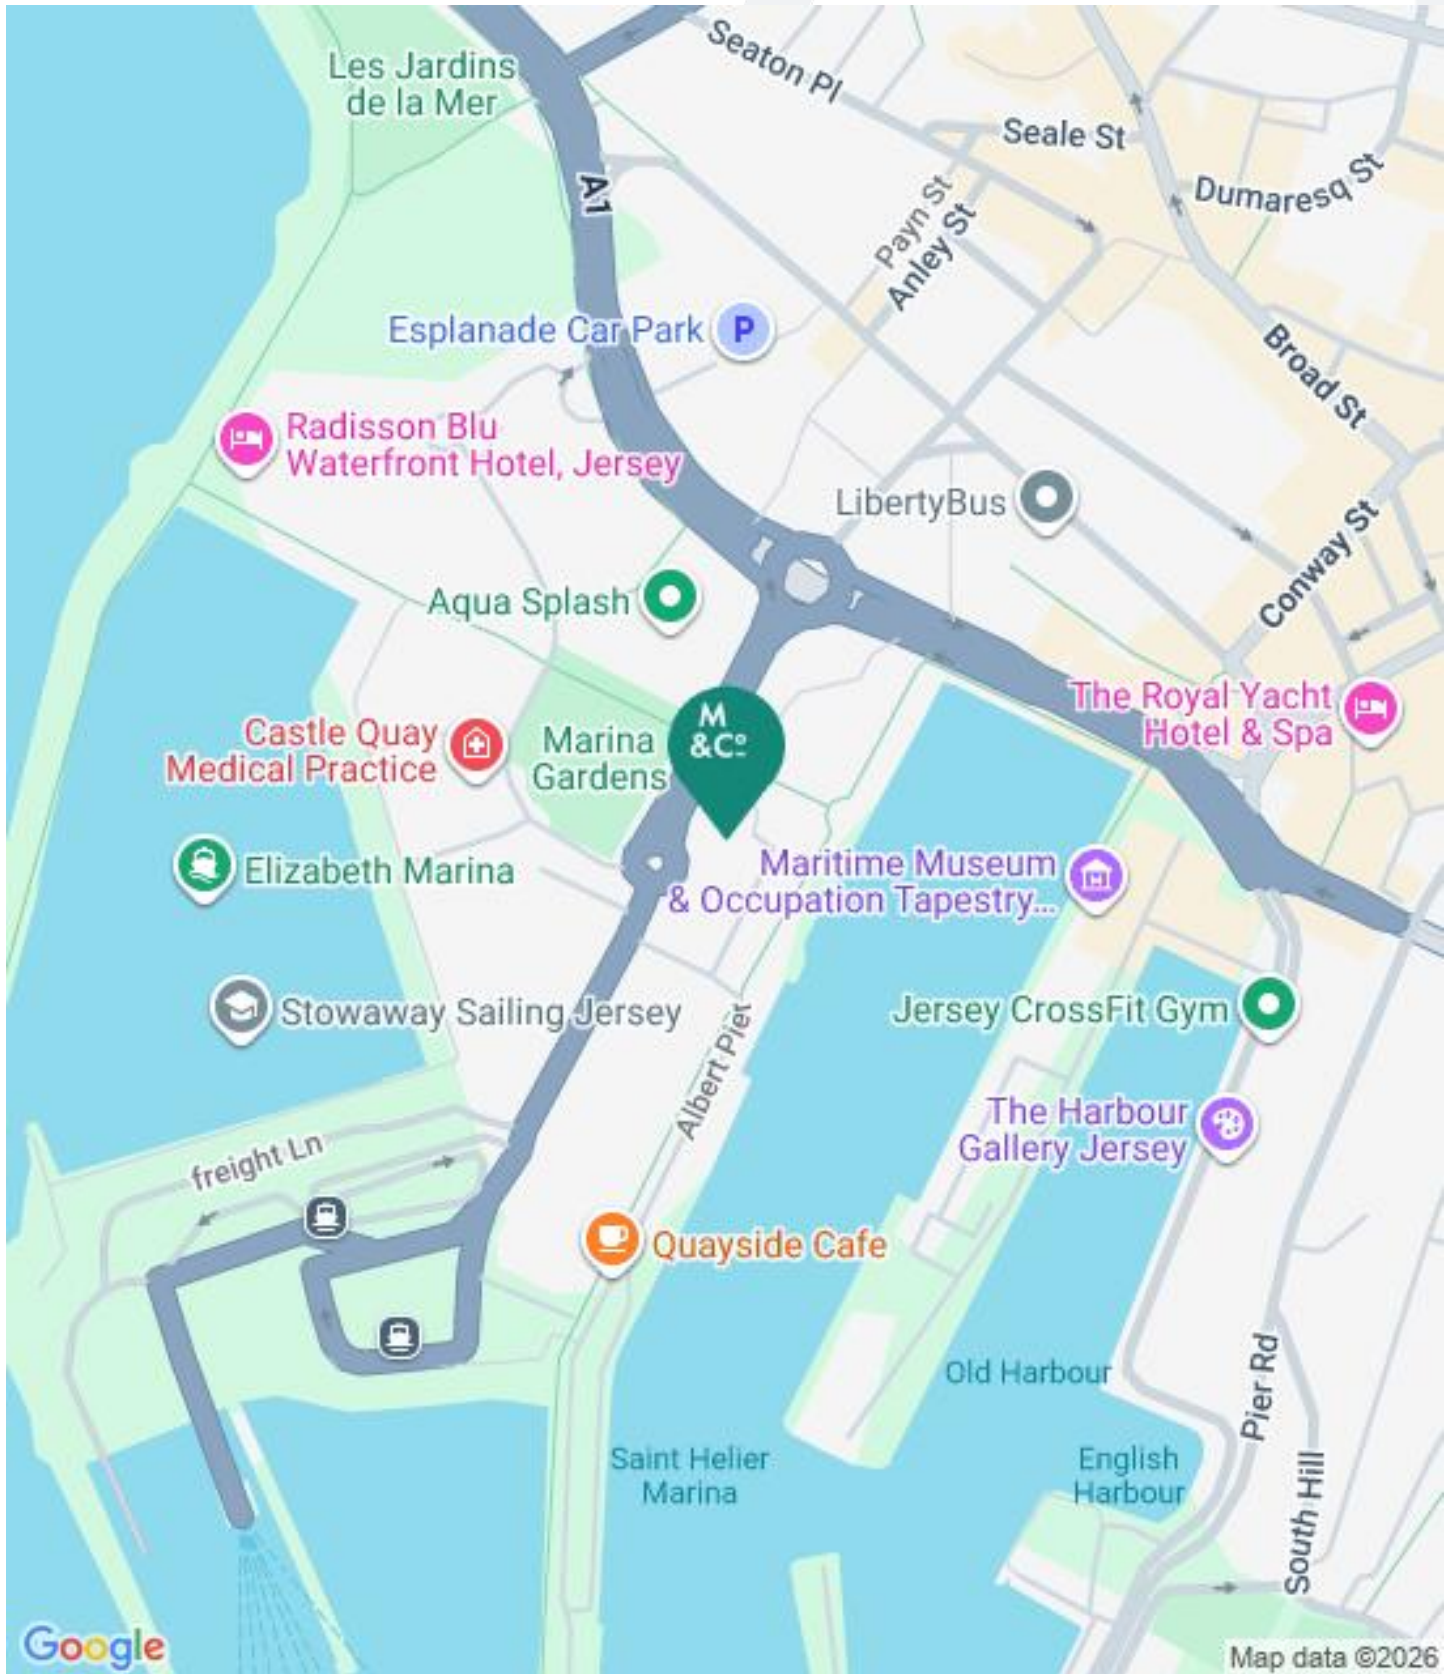 Les Jardins
de la Mer
Seaton Pl
Seale St
Dumaresq St
A1
Payn St
Anley St
Esplanade Car Park
P
Broad St
Radisson Blu
Waterfront Hotel, Jersey
LibertyBus
Conway St
Aqua Splash
The Royal Yacht
Hotel & Spa
M
&Cº
Castle Quay
Medical Practice
Marina
Gardens
Elizabeth Marina
Maritime Museum
& Occupation Tapestry...
Stowaway Sailing Jersey
Jersey CrossFit Gym
Albert Pier
The Harbour
Gallery Jersey
freight Ln
Quayside Cafe
Old Harbour
Pier Rd
Saint Helier
Marina
English
Harbour
South Hill
Google
Map data ©2026